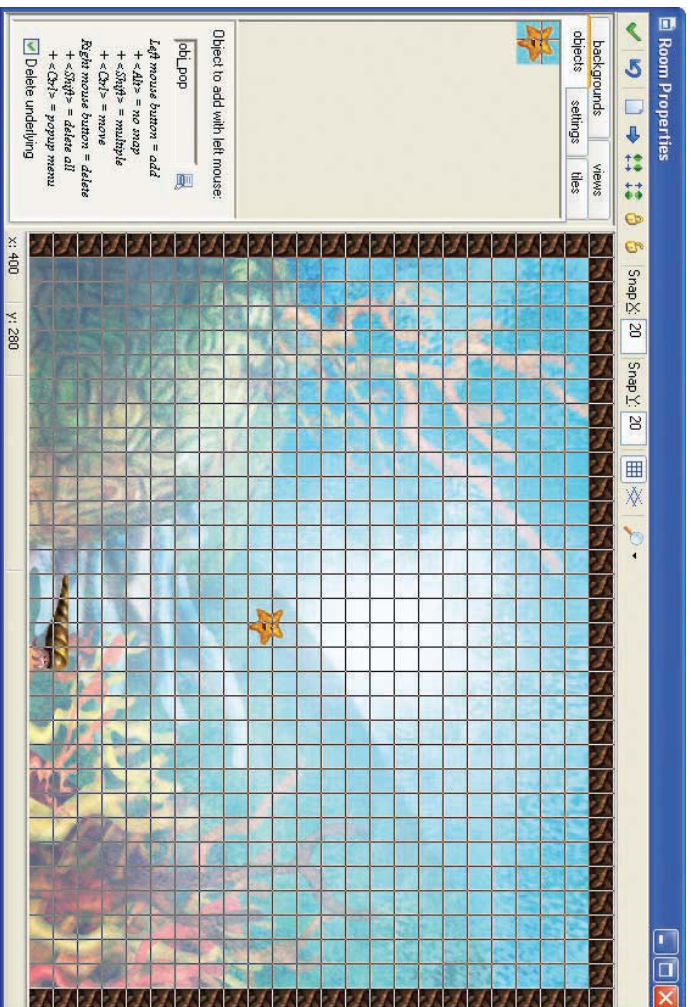 Room Properties
Snap X: 20 Snap Y: 20
backgrounds views
objects settings tiles
Object to add with left mouse:
obj_pop
Left mouse button = add
+ <Alt> = no snap
+ <Shift> = multiple
+ <Ctrl> = move
Right mouse button = delete
+ <Shift> = delete all
+ <Ctrl> = popup menu
Delete underlying
x: 400 y: 280